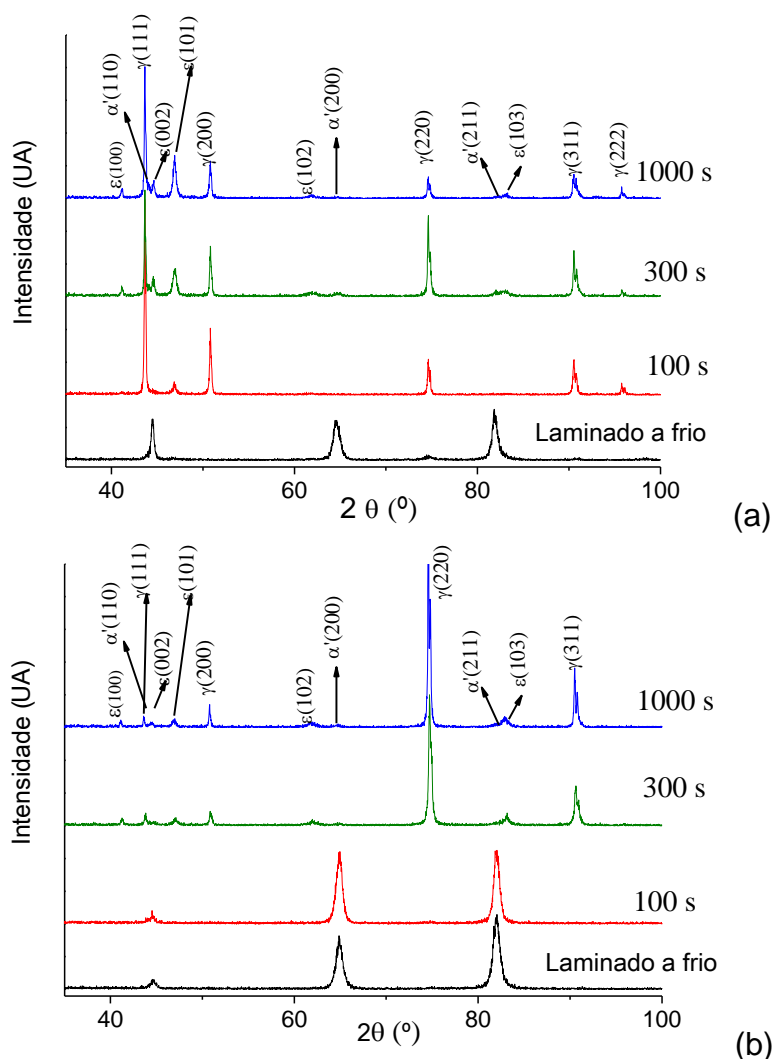 Intensidade (UA)
ε(100)
α'(110)
γ(111)
ε(002)
ε(101)
γ(200)
ε(102)
α'(200)
γ(220)
α'(211)
ε(103)
γ(311)
γ(222)
1000 s
300 s
100 s
Laminado a frio
40 60 80 100
2 θ (º)
(a)
Intensidade (UA)
ε(100)
α'(110)
γ(111)
ε(002)
ε(101)
γ(200)
ε(102)
α'(200)
γ(220)
α'(211)
ε(103)
γ(311)
1000 s
300 s
100 s
Laminado a frio
40 60 80 100
2θ (º)
(b)